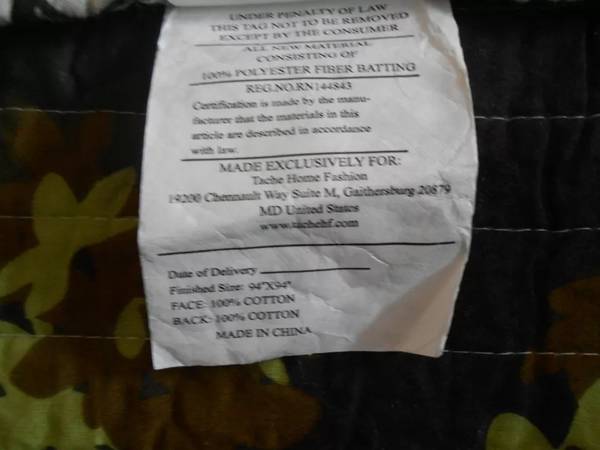 UNDER PENALTY OF LAW
THIS TAG NOT TO BE REMOVED
EXCEPT BY THE CONSUMER
ALL NEW MATERIAL
CONSISTING OF
100% POLYESTER FIBER BATTING
REG.NO.RN144843
Certification is made by the manu-
facturer that the materials in this
article are described in accordance
with law.
MADE EXCLUSIVELY FOR:
Tache Home Fashion
19200 Chennault Way Suite M, Gaithersburg 20879
MD United States
www.tachehf.com
Date of Delivery
Finished Size: 94"X94"
FACE: 100% COTTON
BACK: 100% COTTON
MADE IN CHINA